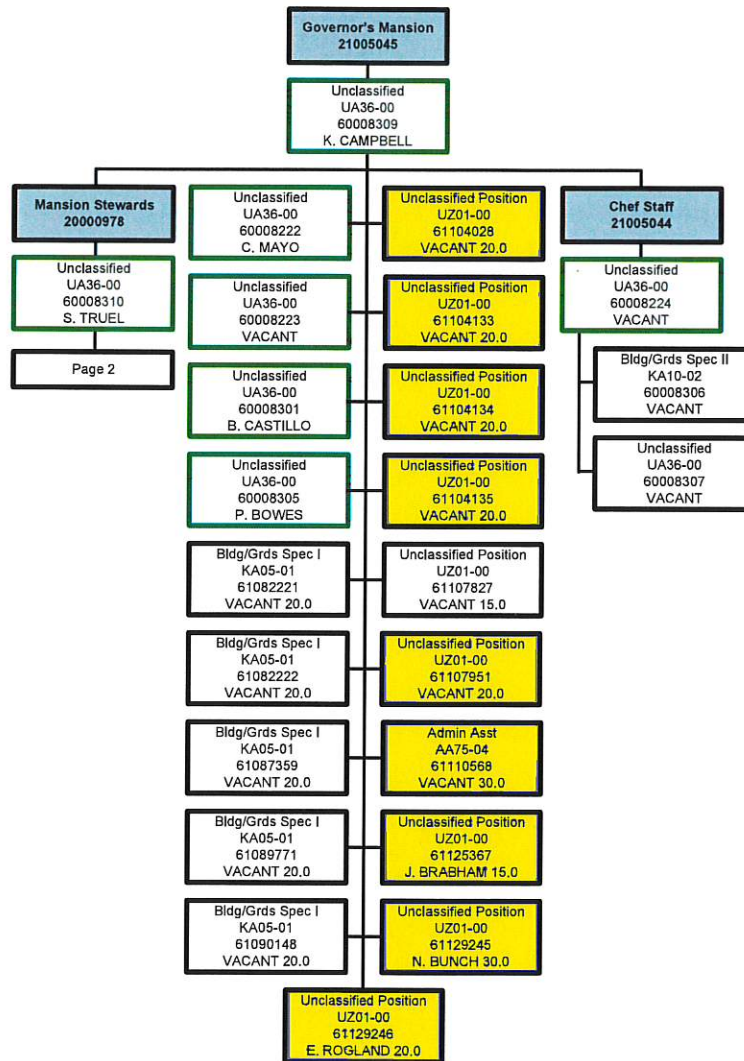 Governor's Mansion
21005045
Unclassified
UA36-00
60008309
K. CAMPBELL
Mansion Stewards
20000978
Unclassified
UA36-00
60008310
S. TRUEL
Page 2
Unclassified
UA36-00
60008222
C. MAYO
Unclassified Position
UZ01-00
61104028
VACANT 20.0
Unclassified
UA36-00
60008223
VACANT
Unclassified Position
UZ01-00
61104133
VACANT 20.0
Unclassified
UA36-00
60008301
B. CASTILLO
Unclassified Position
UZ01-00
61104134
VACANT 20.0
Unclassified
UA36-00
60008305
P. BOWES
Unclassified Position
UZ01-00
61104135
VACANT 20.0
Bldg/Grds Spec I
KA05-01
61082221
VACANT 20.0
Unclassified Position
UZ01-00
61107827
VACANT 15.0
Bldg/Grds Spec I
KA05-01
61082222
VACANT 20.0
Unclassified Position
UZ01-00
61107951
VACANT 20.0
Bldg/Grds Spec I
KA05-01
61087359
VACANT 20.0
Admin Asst
AA75-04
61110568
VACANT 30.0
Bldg/Grds Spec I
KA05-01
61089771
VACANT 20.0
Unclassified Position
UZ01-00
61125367
J. BRABHAM 15.0
Bldg/Grds Spec I
KA05-01
61090148
VACANT 20.0
Unclassified Position
UZ01-00
61129245
N. BUNCH 30.0
Unclassified Position
UZ01-00
61129246
E. ROGLAND 20.0
Chef Staff
21005044
Unclassified
UA36-00
60008224
VACANT
Bldg/Grds Spec II
KA10-02
60008306
VACANT
Unclassified
UA36-00
60008307
VACANT